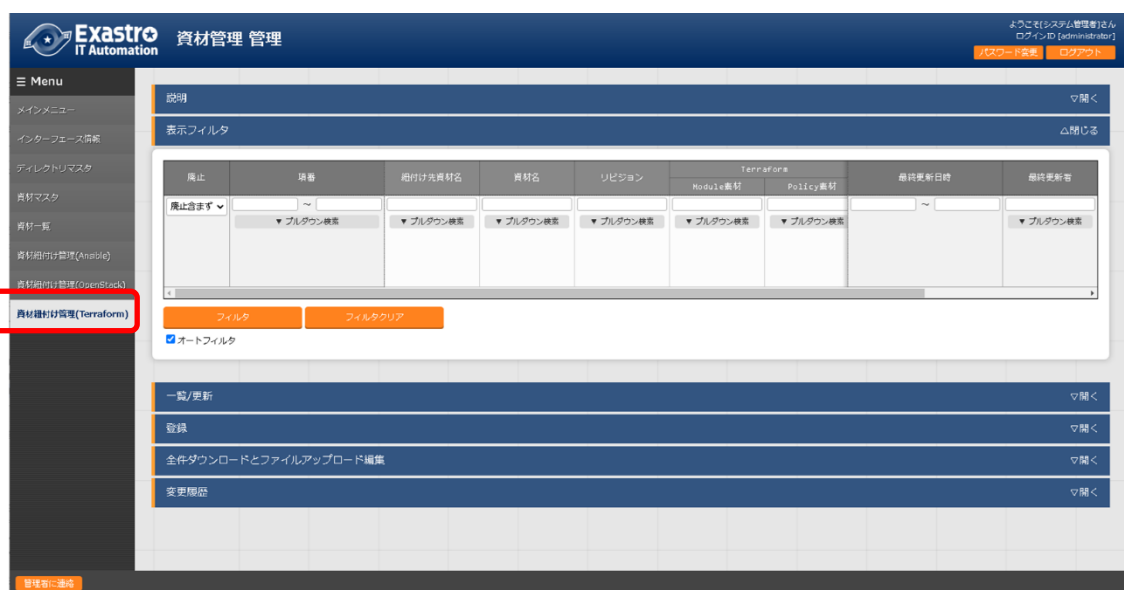 Exastro
IT Automation
資材管理 管理
ようこそ[システム管理者]さん
ログインID [administrator]
パスワード変更 ログアウト
☰ Menu
メインメニュー
インターフェース情報
ディレクトリマスタ
資材マスタ
資材一覧
資材紐付け管理(Ansible)
資材紐付け管理(OpenStack)
資材紐付け管理(Terraform)
説明 ▽開く
表示フィルタ △閉じる
廃止 項番 紐付け先資材名 資材名 リビジョン Terraform 最終更新日時 最終更新者
Module素材 Policy素材
廃止含まず ~ ~
▼ プルダウン検索 ▼ プルダウン検索 ▼ プルダウン検索 ▼ プルダウン検索 ▼ プルダウン検索 ▼ プルダウン検索 ▼ プルダウン検索
フィルタ フィルタクリア
オートフィルタ
一覧/更新 ▽開く
登録 ▽開く
全件ダウンロードとファイルアップロード編集 ▽開く
変更履歴 ▽開く
管理者に連絡